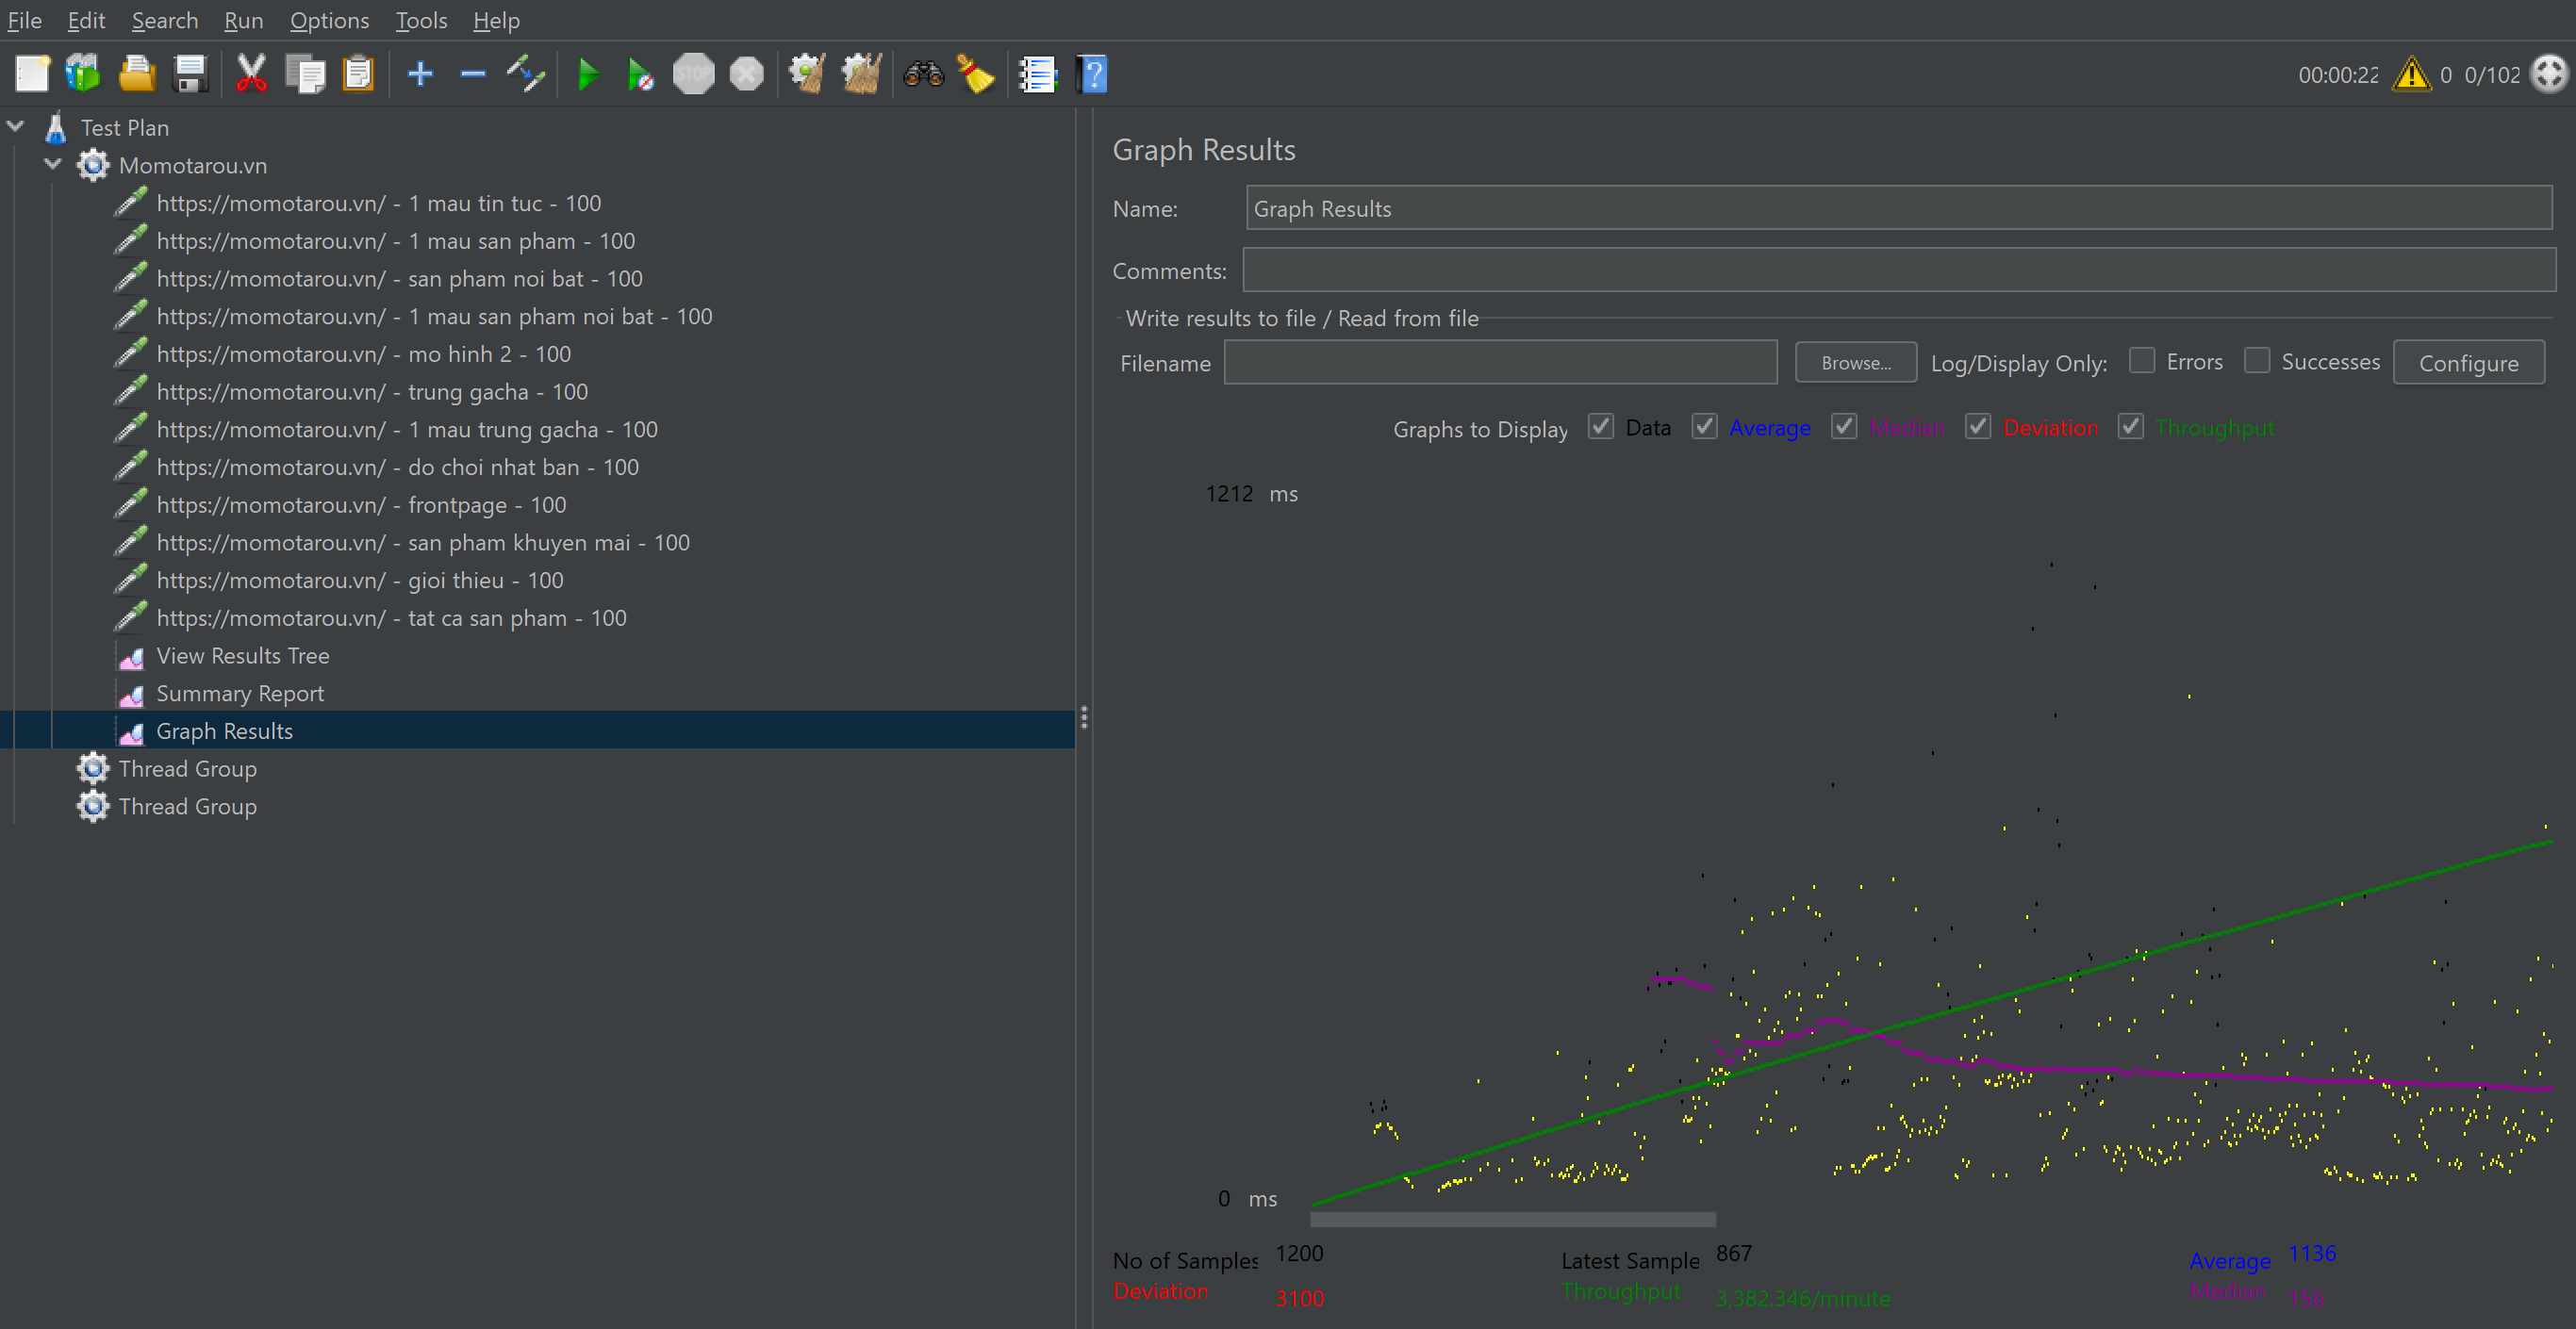 File Edit Search Run Options Tools Help
STOP
00:00:22 0 0/102
Test Plan
Momotarou.vn
https://momotarou.vn/ - 1 mau tin tuc - 100
https://momotarou.vn/ - 1 mau san pham - 100
https://momotarou.vn/ - san pham noi bat - 100
https://momotarou.vn/ - 1 mau san pham noi bat - 100
https://momotarou.vn/ - mo hinh 2 - 100
https://momotarou.vn/ - trung gacha - 100
https://momotarou.vn/ - 1 mau trung gacha - 100
https://momotarou.vn/ - do choi nhat ban - 100
https://momotarou.vn/ - frontpage - 100
https://momotarou.vn/ - san pham khuyen mai - 100
https://momotarou.vn/ - gioi thieu - 100
https://momotarou.vn/ - tat ca san pham - 100
View Results Tree
Summary Report
Graph Results
Thread Group
Thread Group
Graph Results
Name: Graph Results
Comments:
Write results to file / Read from file
Filename Browse... Log/Display Only: Errors Successes Configure
Graphs to Display Data Average Median Deviation Throughput
1212 ms
0 ms
No of Samples 1200 Latest Sample 867 Average 1136
Deviation 3100 Throughput 3,382.346/minute Median 156